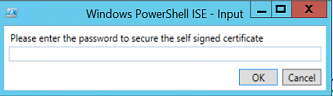 Windows PowerShell ISE - Input
Please enter the password to secure the self signed certificate
OK Cancel